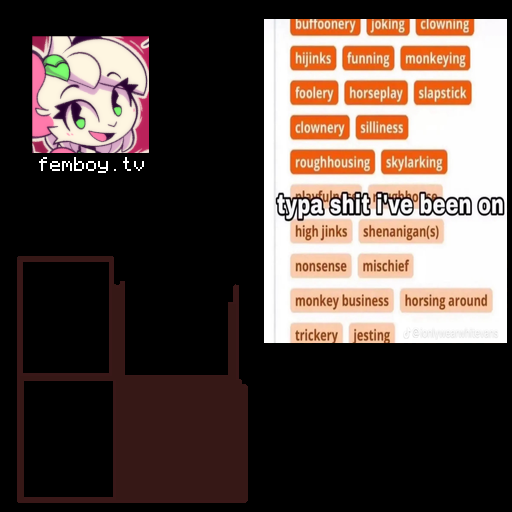 femboy.tv
buffoonery joking clowning
hijinks funning monkeying
foolery horseplay slapstick
clownery silliness
roughhousing skylarking
typa shit i've been on
high jinks shenanigan(s)
nonsense mischief
monkey business horsing around
trickery jesting